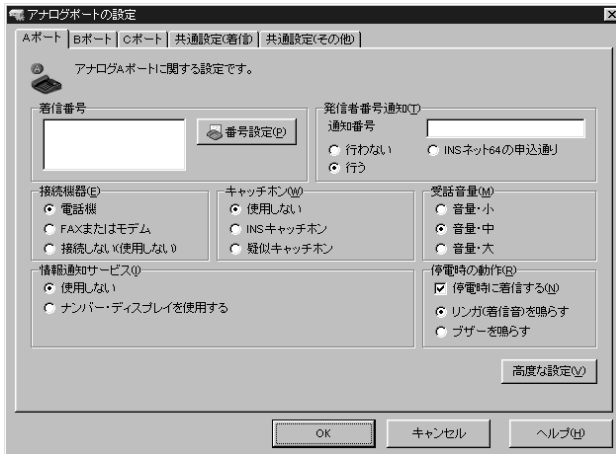 アナログポートの設定
Aポート Bポート Cポート 共通設定(着信) 共通設定(その他)
アナログAポートに関する設定です。
着信番号
番号設定(P)
発信者番号通知(T)
通知番号
行わない
INSネット64の申込通り
行う
接続機器(E)
電話機
FAXまたはモデム
接続しない(使用しない)
キャッチホン(W)
使用しない
INSキャッチホン
疑似キャッチホン
受話音量(M)
音量・小
音量・中
音量・大
情報通知サービス(I)
使用しない
ナンバー・ディスプレイを使用する
停電時の動作(R)
停電時に着信する(N)
リンガ(着信音)を鳴らす
ブザーを鳴らす
高度な設定(V)
OK キャンセル ヘルプ(H)